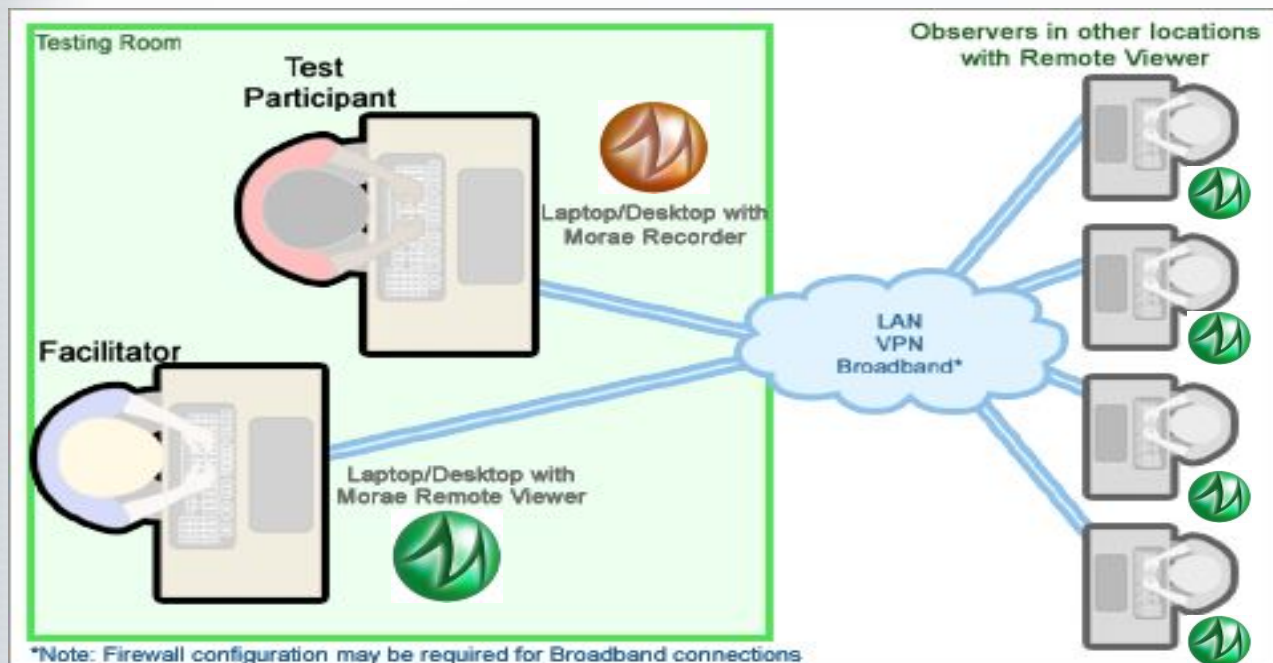 Testing Room
Test
Participant
Laptop/Desktop with
Morae Recorder
Facilitator
Laptop/Desktop with
Morae Remote Viewer
LAN
VPN
Broadband*
Observers in other locations
with Remote Viewer
*Note: Firewall configuration may be required for Broadband connections